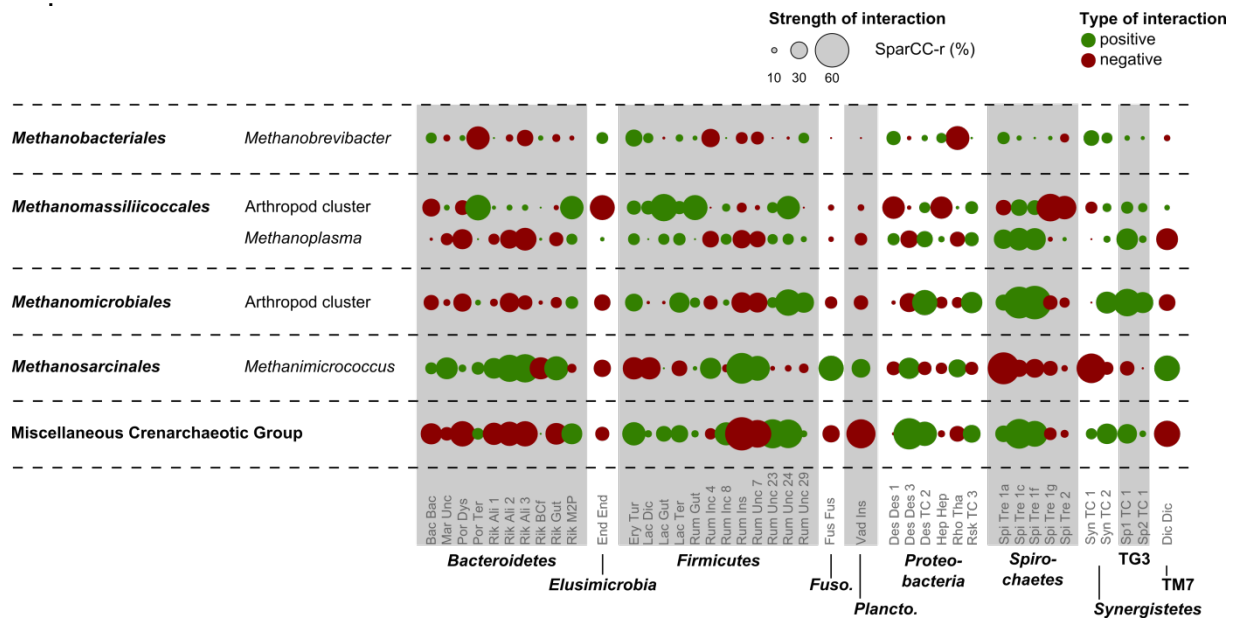 Strength of interaction
Type of interaction
SparCC-r (%)
positive
negative
10 30 60
Methanobacteriales Methanobrevibacter
Methanomassiliicoccales Arthropod cluster
Methanoplasma
Methanomicrobiales Arthropod cluster
Methanosarcinales Methanimicrococcus
Miscellaneous Crenarchaeotic Group
Bac Bac
Mar Unc
Por Dys
Por Ter
Rik Ali 1
Rik Ali 2
Rik Ali 3
Rik BCf
Rik Gut
Rik M2P
End End
Ery Tur
Lac Dic
Lac Gut
Lac Ter
Rum Gut
Rum Inc 4
Rum Inc 8
Rum Ins
Rum Unc 7
Rum Unc 23
Rum Unc 24
Rum Unc 29
Fus Fus
Vad Ins
Des Des 1
Des Des 3
Des TC 2
Hep Hep
Rho Tha
Rsk TC 3
Spi Tre 1a
Spi Tre 1c
Spi Tre 1f
Spi Tre 1g
Spi Tre 2
Syn TC 1
Syn TC 2
Sp1 TC 1
Sp2 TC 1
Dic Dic
Bacteroidetes
Elusimicrobia
Firmicutes
Fuso.
Plancto.
Proteo-
bacteria
Spiro-
chaetes
Synergistetes
TG3
TM7